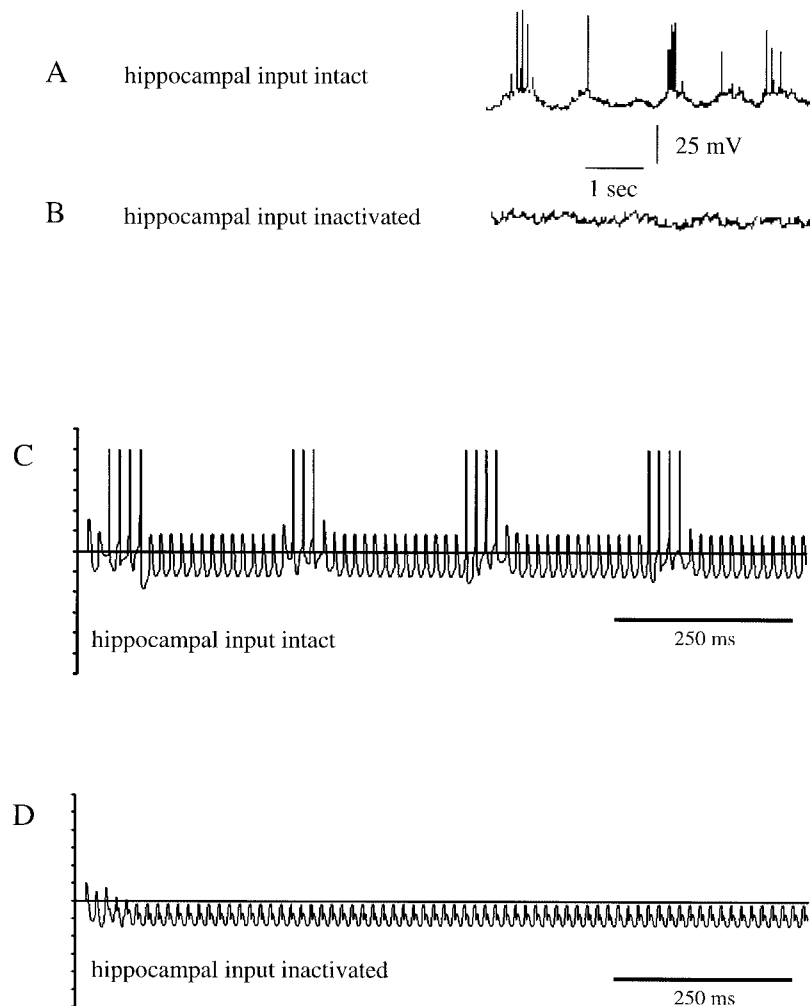 A hippocampal input intact
25 mV
1 sec
B hippocampal input inactivated
C
hippocampal input intact
250 ms
D
hippocampal input inactivated
250 ms